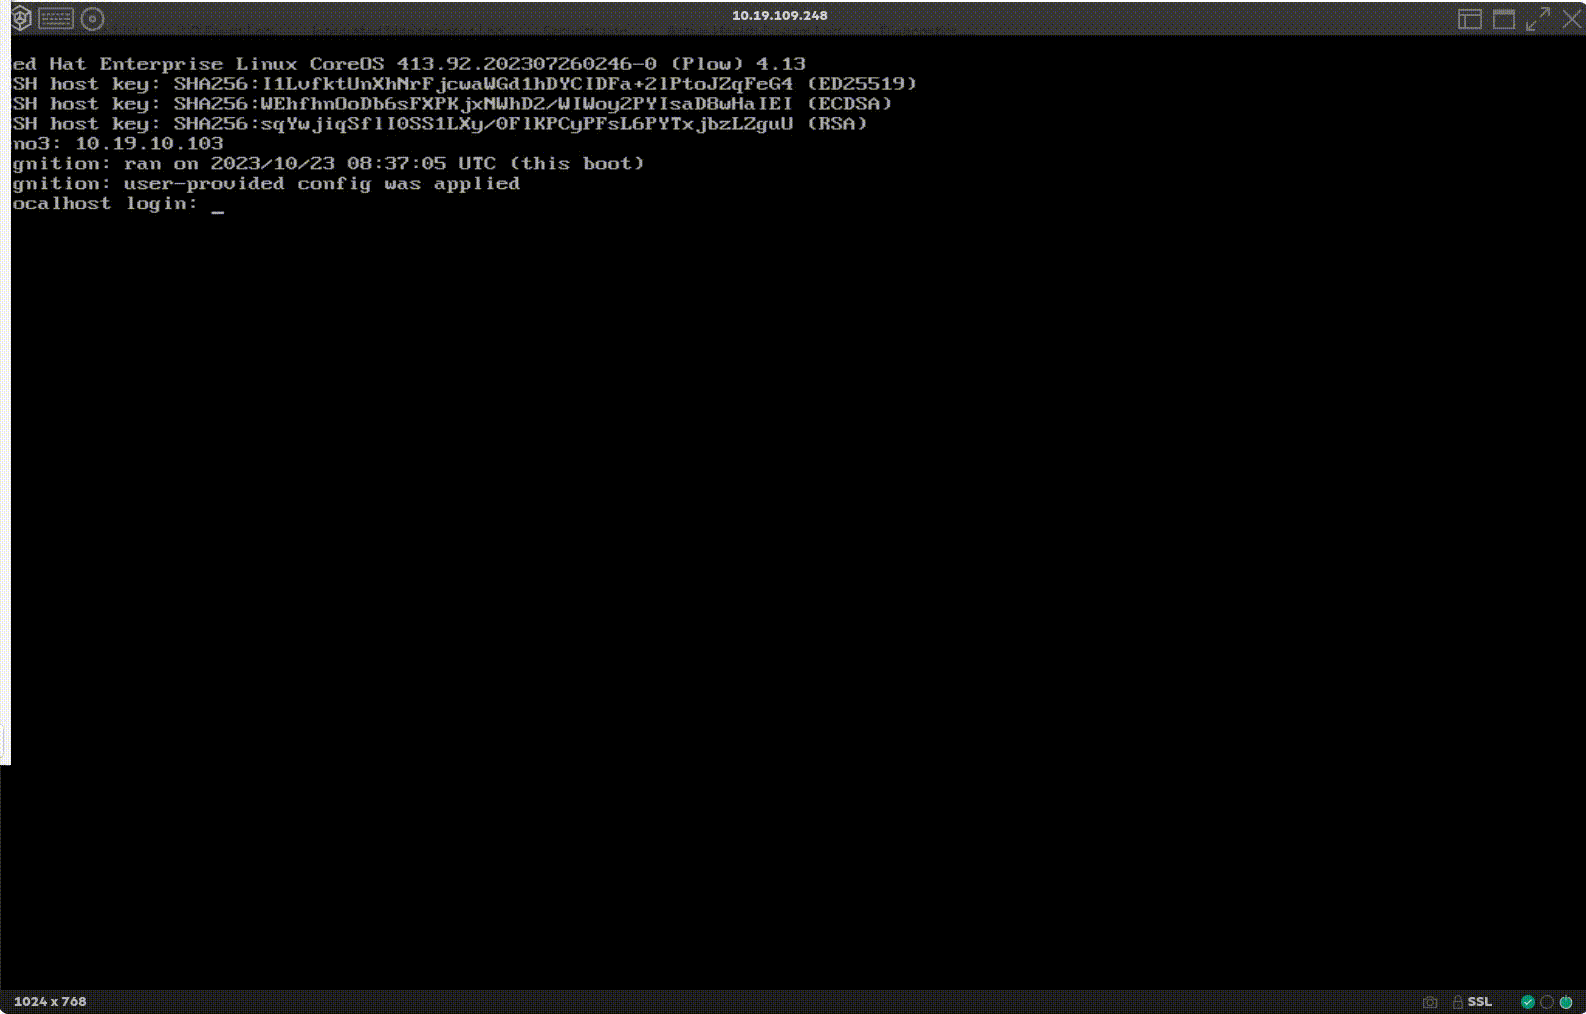 10.19.109.248
ed Hat Enterprise Linux CoreOS 413.92.202307260246-0 (Plow) 4.13
SH host key: SHA256:I1LvfktUnXhNrFjcwaWGd1hDYCIDFa+2lPtoJZqFeG4 (ED25519)
SH host key: SHA256:WEhfhnOoDb6sFXPKjxNWhDZ/WIWoy2PYIsaD8wHaIEI (ECDSA)
SH host key: SHA256:sqYwjiqSflI0SS1LXy/0FlKPCyPFsL6PYTxjbzLZguU (RSA)
no3: 10.19.10.103
gnition: ran on 2023/10/23 08:37:05 UTC (this boot)
gnition: user-provided config was applied
ocalhost login: _
1024 x 768
SSL